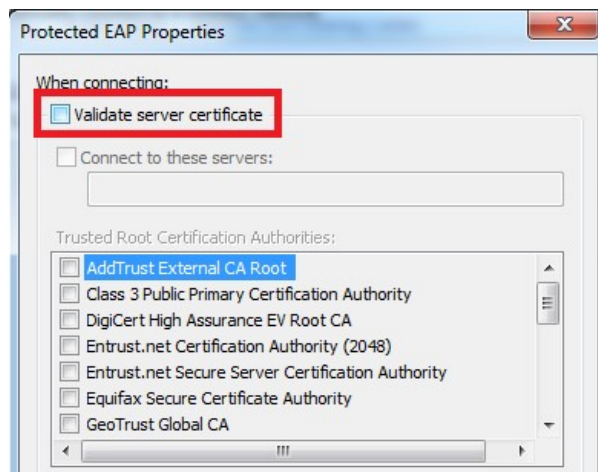 Protected EAP Properties
When connecting:
Validate server certificate
Connect to these servers:
Trusted Root Certification Authorities:
AddTrust External CA Root
Class 3 Public Primary Certification Authority
DigiCert High Assurance EV Root CA
Entrust.net Certification Authority (2048)
Entrust.net Secure Server Certification Authority
Equifax Secure Certificate Authority
GeoTrust Global CA